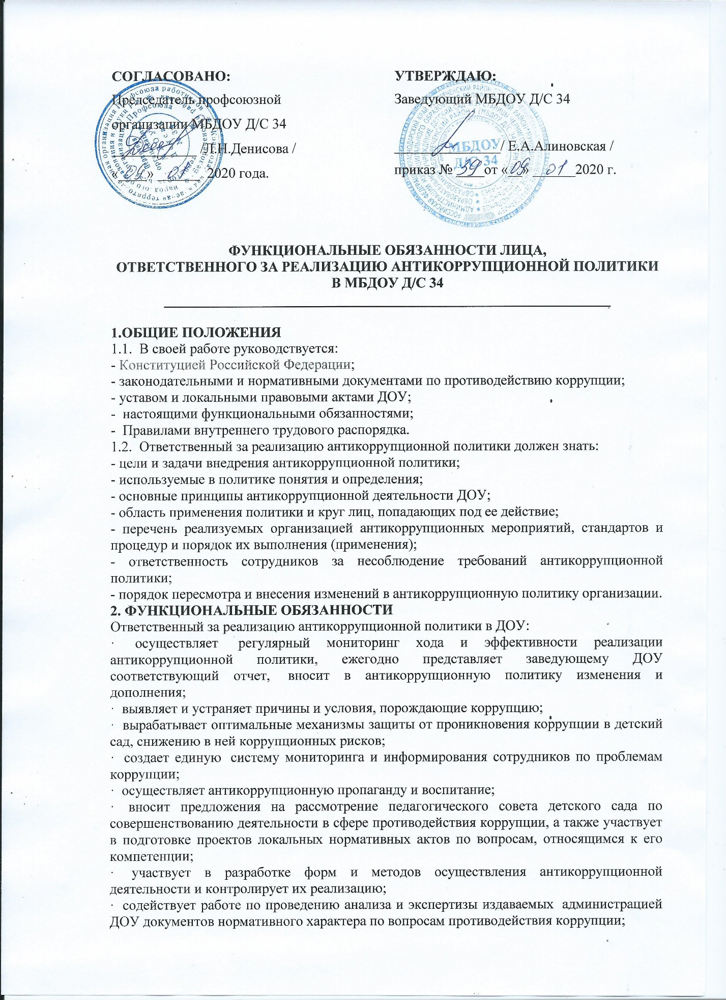 СОГЛАСОВАНО:
Председатель профсоюзной
организации МБДОУ Д/С 34
____________ /Л.Н.Денисова /
«09» 01 2020 года.
УТВЕРЖДАЮ:
Заведующий МБДОУ Д/С 34
_______________/ Е.А.Алиновская /
приказ № 39 от «09» 01 2020 г.
МБДОУ
Д/С 34
ФУНКЦИОНАЛЬНЫЕ ОБЯЗАННОСТИ ЛИЦА,
ОТВЕТСТВЕННОГО ЗА РЕАЛИЗАЦИЮ АНТИКОРРУПЦИОННОЙ ПОЛИТИКИ
В МБДОУ Д/С 34
1.ОБЩИЕ ПОЛОЖЕНИЯ
1.1. В своей работе руководствуется:
- Конституцией Российской Федерации;
- законодательными и нормативными документами по противодействию коррупции;
- уставом и локальными правовыми актами ДОУ;
- настоящими функциональными обязанностями;
- Правилами внутреннего трудового распорядка.
1.2. Ответственный за реализацию антикоррупционной политики должен знать:
- цели и задачи внедрения антикоррупционной политики;
- используемые в политике понятия и определения;
- основные принципы антикоррупционной деятельности ДОУ;
- область применения политики и круг лиц, попадающих под ее действие;
- перечень реализуемых организацией антикоррупционных мероприятий, стандартов и
процедур и порядок их выполнения (применения);
- ответственность сотрудников за несоблюдение требований антикоррупционной
политики;
- порядок пересмотра и внесения изменений в антикоррупционную политику организации.
2. ФУНКЦИОНАЛЬНЫЕ ОБЯЗАННОСТИ
Ответственный за реализацию антикоррупционной политики в ДОУ:
· осуществляет регулярный мониторинг хода и эффективности реализации
антикоррупционной политики, ежегодно представляет заведующему ДОУ
соответствующий отчет, вносит в антикоррупционную политику изменения и
дополнения;
· выявляет и устраняет причины и условия, порождающие коррупцию;
· вырабатывает оптимальные механизмы защиты от проникновения коррупции в детский
сад, снижению в ней коррупционных рисков;
· создает единую систему мониторинга и информирования сотрудников по проблемам
коррупции;
· осуществляет антикоррупционную пропаганду и воспитание;
· вносит предложения на рассмотрение педагогического совета детского сада по
совершенствованию деятельности в сфере противодействия коррупции, а также участвует
в подготовке проектов локальных нормативных актов по вопросам, относящимся к его
компетенции;
· участвует в разработке форм и методов осуществления антикоррупционной
деятельности и контролирует их реализацию;
· содействует работе по проведению анализа и экспертизы издаваемых администрацией
ДОУ документов нормативного характера по вопросам противодействия коррупции;